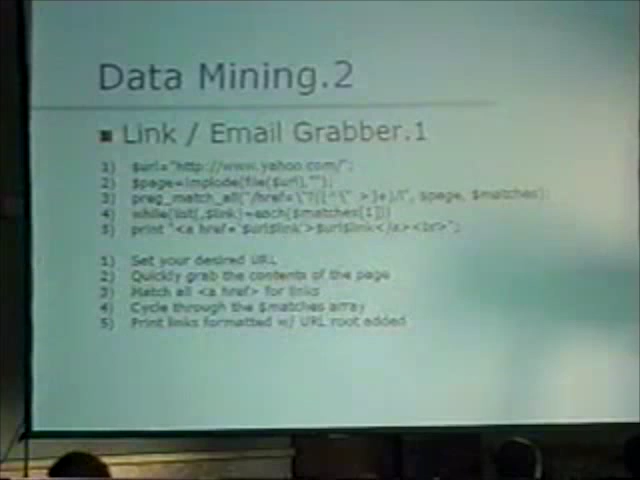 Data Mining.2
■ Link / Email Grabber.1
1) $url="http://www.yahoo.com/";
2) $page=implode(file($url),"");
3) preg_match_all("/href=\"?([^\" >]+)/i", $page, $matches);
4) while(list(,$link)=each($matches[1]))
5) print "<a href='$url$link'>$url$link</a><br>";
1) Set your desired URL
2) Quickly grab the contents of the page
3) Match all <a href> for links
4) Cycle through the $matches array
5) Print links formatted w/ URL root added